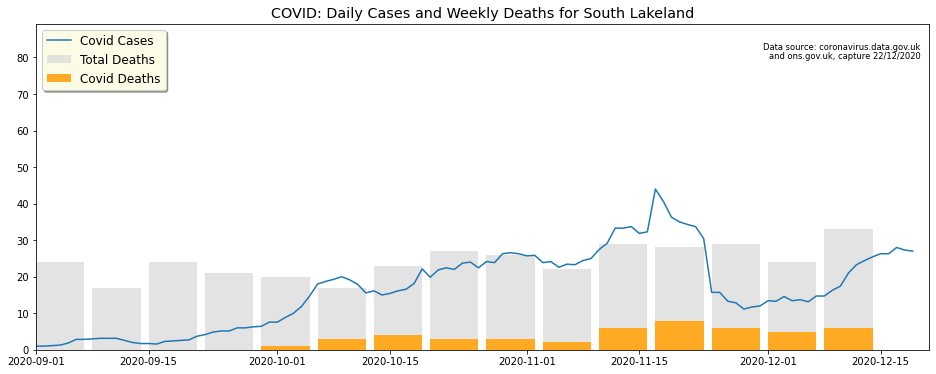 COVID: Daily Cases and Weekly Deaths for South Lakeland
Covid Cases
Total Deaths
Covid Deaths
Data source: coronavirus.data.gov.uk
and ons.gov.uk, capture 22/12/2020
80
70
60
50
40
30
20
10
0
2020-09-01 2020-09-15 2020-10-01 2020-10-15 2020-11-01 2020-11-15 2020-12-01 2020-12-15